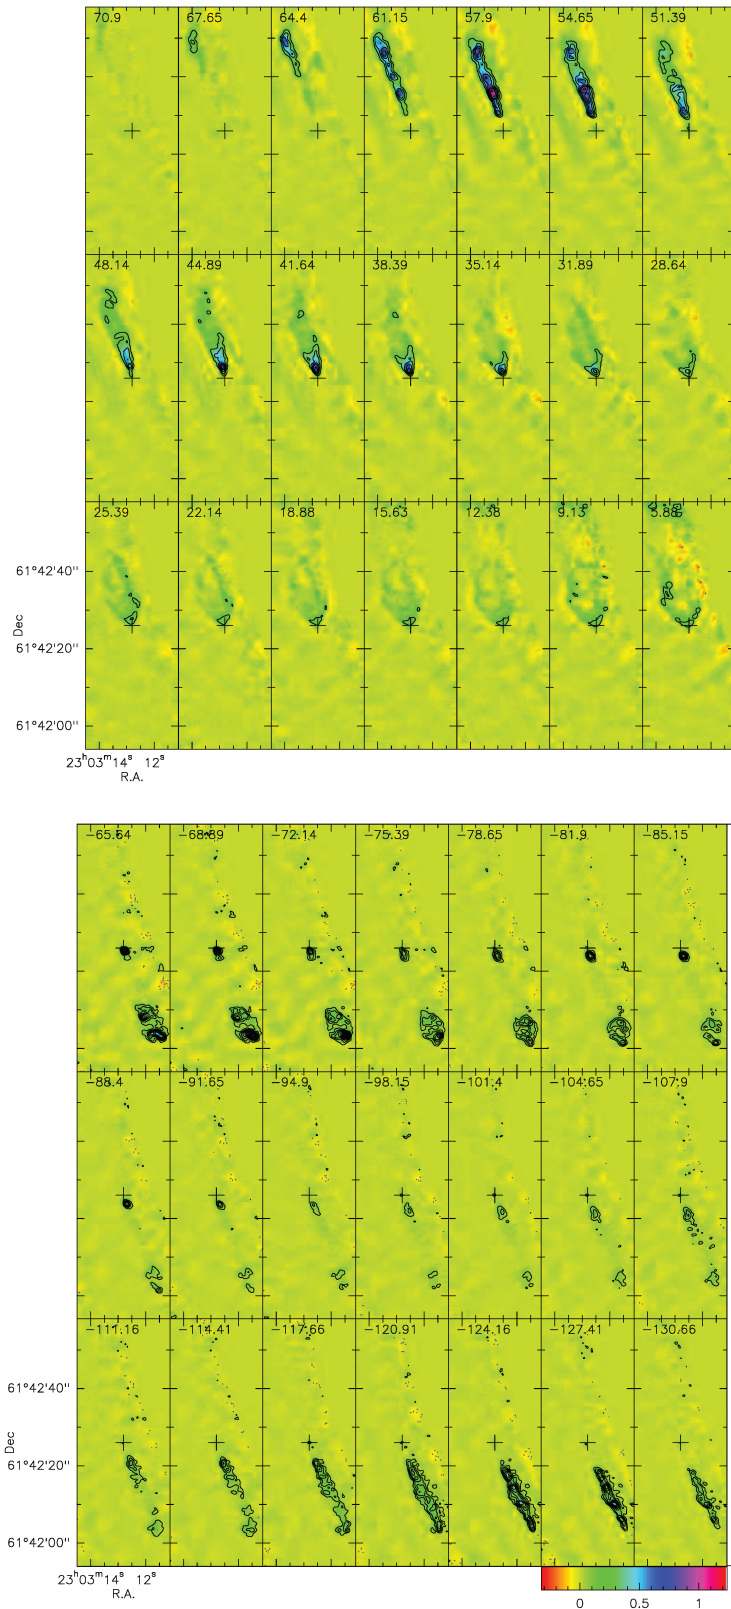 70.9 67.65 64.4 61.15 57.9 54.65 51.39
48.14 44.89 41.64 38.39 35.14 31.89 28.64
25.39 22.14 18.88 15.63 12.38 9.13 5.88
61°42'40''
61°42'20''
61°42'00''
Dec
23ʰ03ᵐ14ˢ 12ˢ
R.A.
−65.64 −68.89 −72.14 −75.39 −78.65 −81.9 −85.15
−88.4 −91.65 −94.9 −98.15 −101.4 −104.65 −107.9
−111.16 −114.41 −117.66 −120.91 −124.16 −127.41 −130.66
61°42'40''
61°42'20''
61°42'00''
Dec
23ʰ03ᵐ14ˢ 12ˢ
R.A.
0 0.5 1